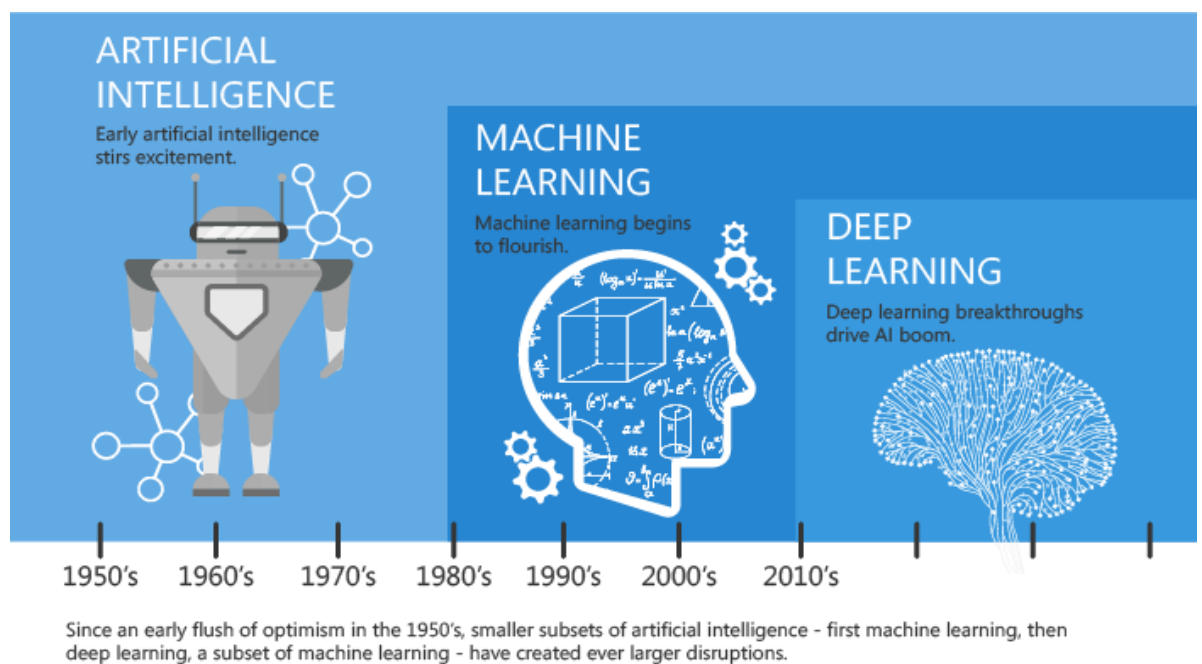 ARTIFICIAL
INTELLIGENCE
Early artificial intelligence
stirs excitement.
MACHINE
LEARNING
Machine learning begins
to flourish.
DEEP
LEARNING
Deep learning breakthroughs
drive AI boom.
1950's 1960's 1970's 1980's 1990's 2000's 2010's
Since an early flush of optimism in the 1950's, smaller subsets of artificial intelligence - first machine learning, then
deep learning, a subset of machine learning - have created ever larger disruptions.